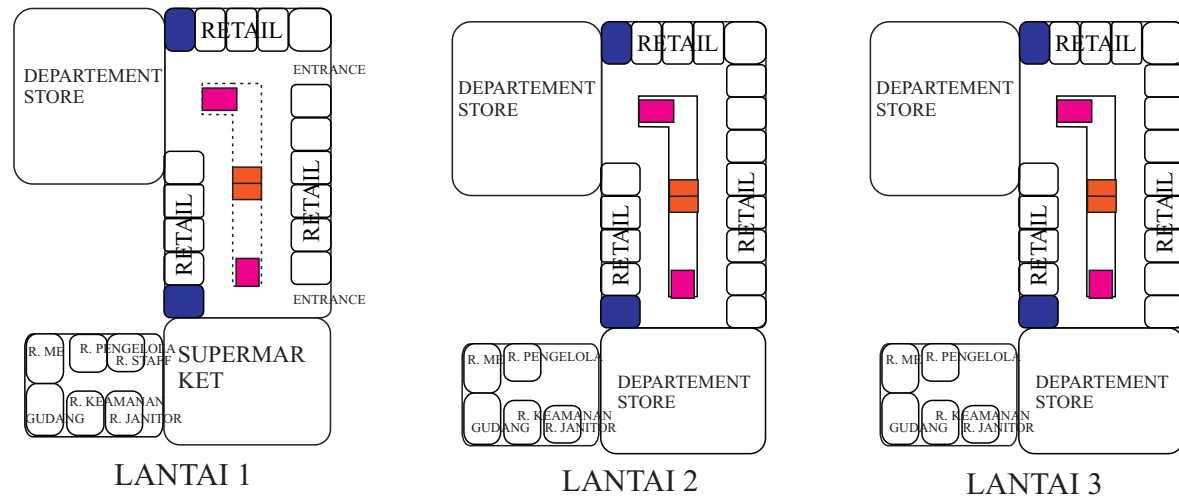 RETAIL
DEPARTEMENT
STORE
ENTRANCE
RETAIL
RETAIL
ENTRANCE
R. ME
R. PENGELOLA
R. STAFF
SUPERMAR
KET
R. KEAMANAN
GUDANG
R. JANITOR
LANTAI 1
RETAIL
DEPARTEMENT
STORE
RETAIL
RETAIL
R. ME
R. PENGELOLA
DEPARTEMENT
STORE
R. KEAMANAN
GUDANG
R. JANITOR
LANTAI 2
RETAIL
DEPARTEMENT
STORE
RETAIL
RETAIL
R. ME
R. PENGELOLA
DEPARTEMENT
STORE
R. KEAMANAN
GUDANG
R. JANITOR
LANTAI 3